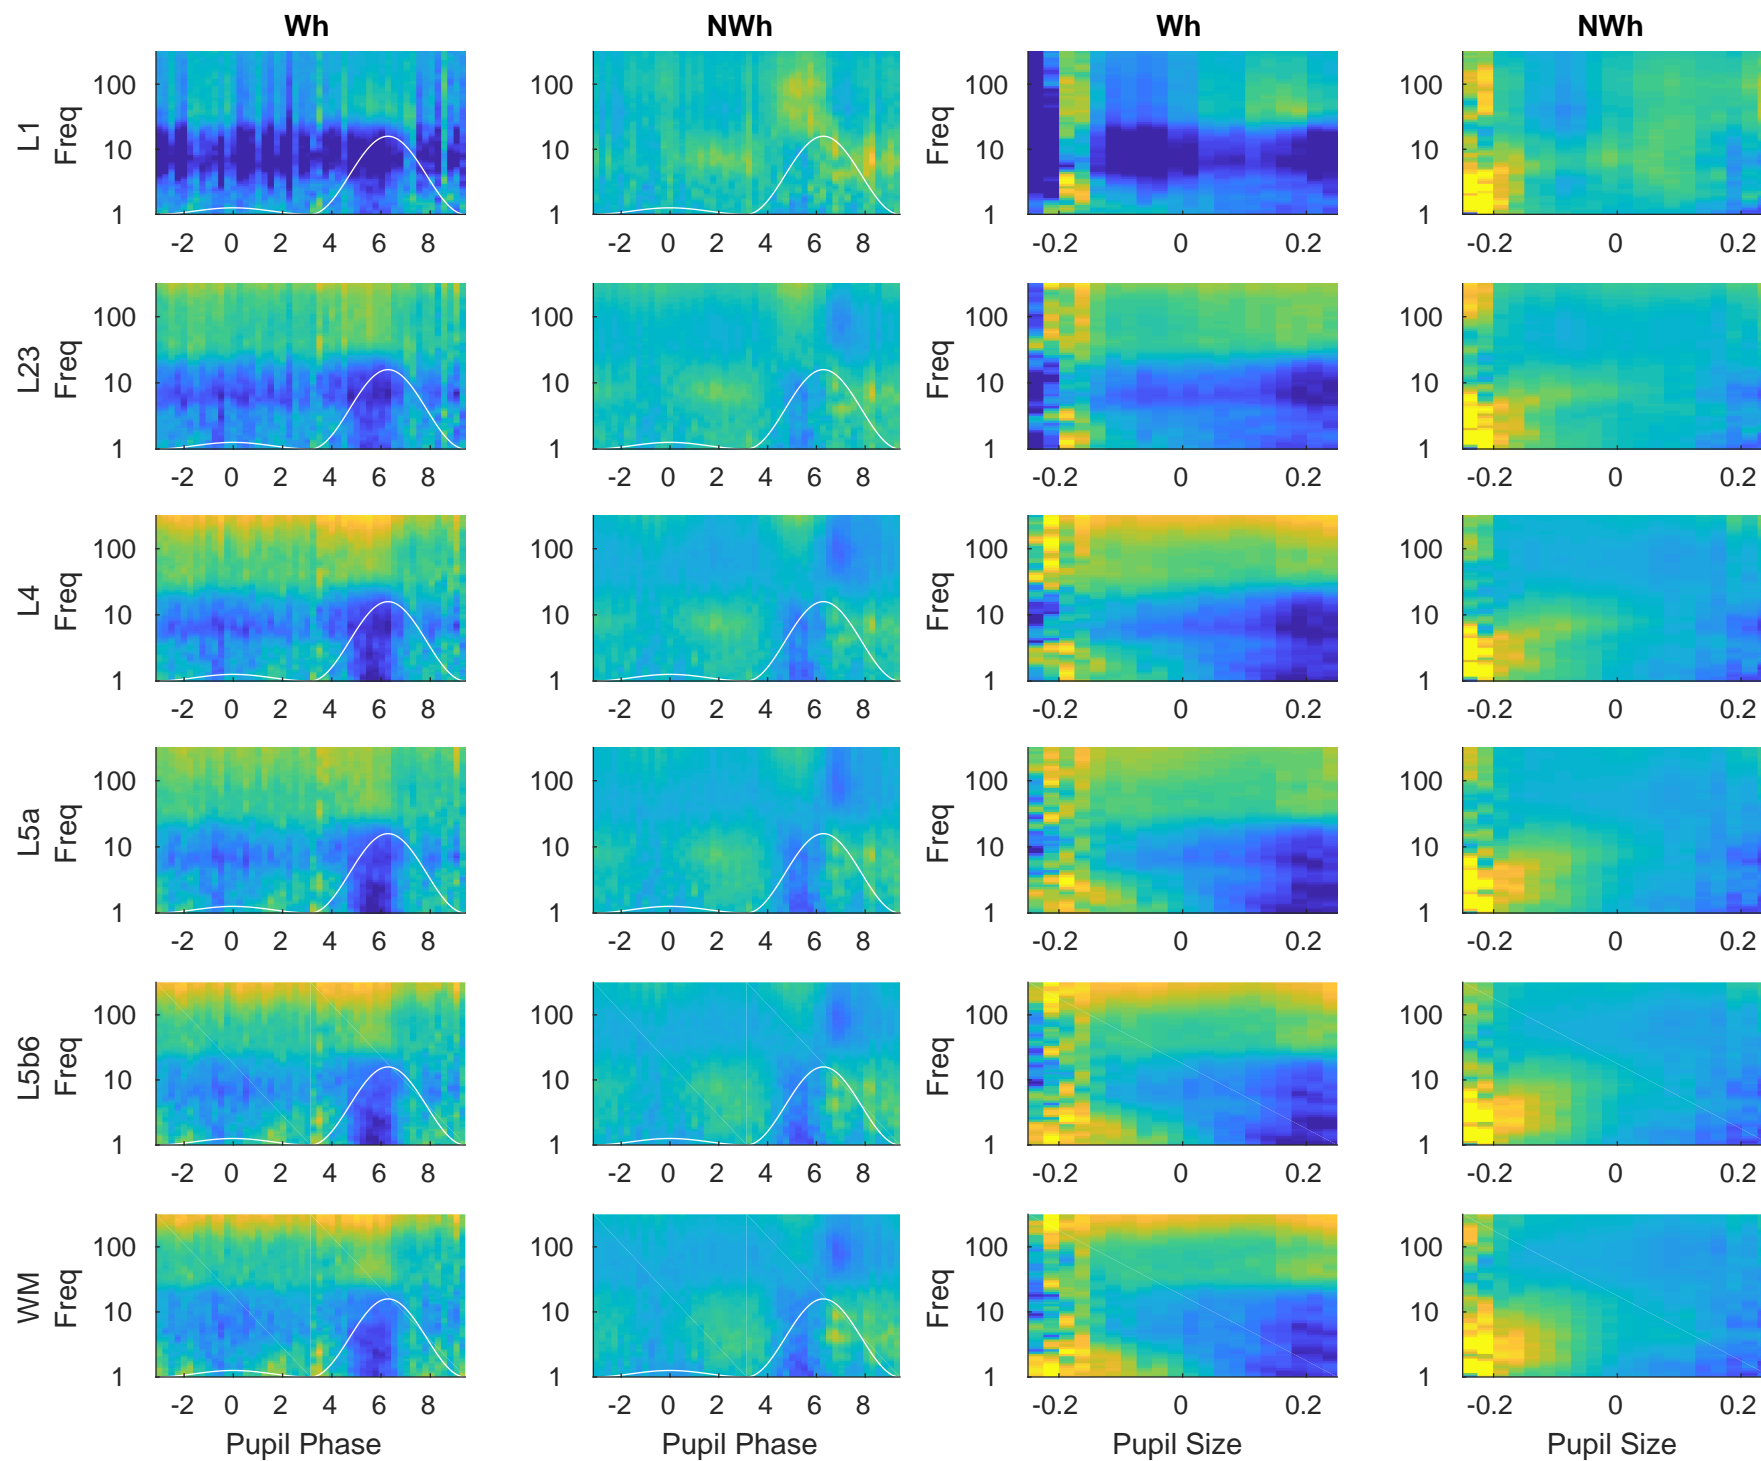 Wh NWh Wh NWh
L1 Freq 100 10 1 100 10 1 Freq 100 10 1 100 10 1
-2 0 2 4 6 8 -2 0 2 4 6 8 -0.2 0 0.2 -0.2 0 0.2
L23 Freq 100 10 1 100 10 1 Freq 100 10 1 100 10 1
-2 0 2 4 6 8 -2 0 2 4 6 8 -0.2 0 0.2 -0.2 0 0.2
L4 Freq 100 10 1 100 10 1 Freq 100 10 1 100 10 1
-2 0 2 4 6 8 -2 0 2 4 6 8 -0.2 0 0.2 -0.2 0 0.2
L5a Freq 100 10 1 100 10 1 Freq 100 10 1 100 10 1
-2 0 2 4 6 8 -2 0 2 4 6 8 -0.2 0 0.2 -0.2 0 0.2
L5b6 Freq 100 10 1 100 10 1 Freq 100 10 1 100 10 1
-2 0 2 4 6 8 -2 0 2 4 6 8 -0.2 0 0.2 -0.2 0 0.2
WM Freq 100 10 1 100 10 1 Freq 100 10 1 100 10 1
-2 0 2 4 6 8 -2 0 2 4 6 8 -0.2 0 0.2 -0.2 0 0.2
Pupil Phase Pupil Phase Pupil Size Pupil Size